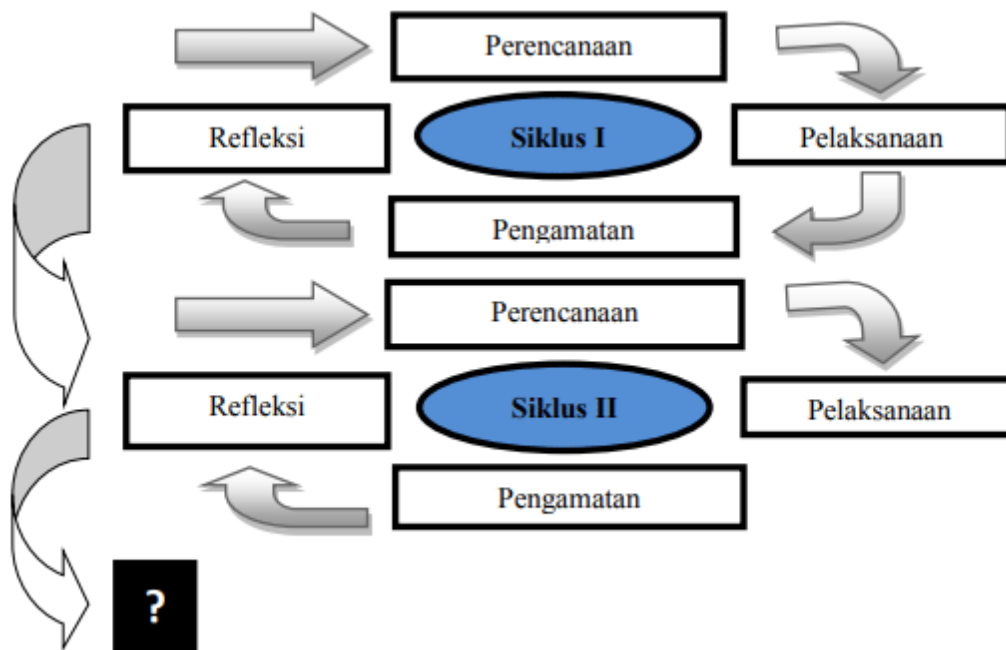 Perencanaan
Refleksi
Siklus I
Pelaksanaan
Pengamatan
Perencanaan
Refleksi
Siklus II
Pelaksanaan
Pengamatan
?